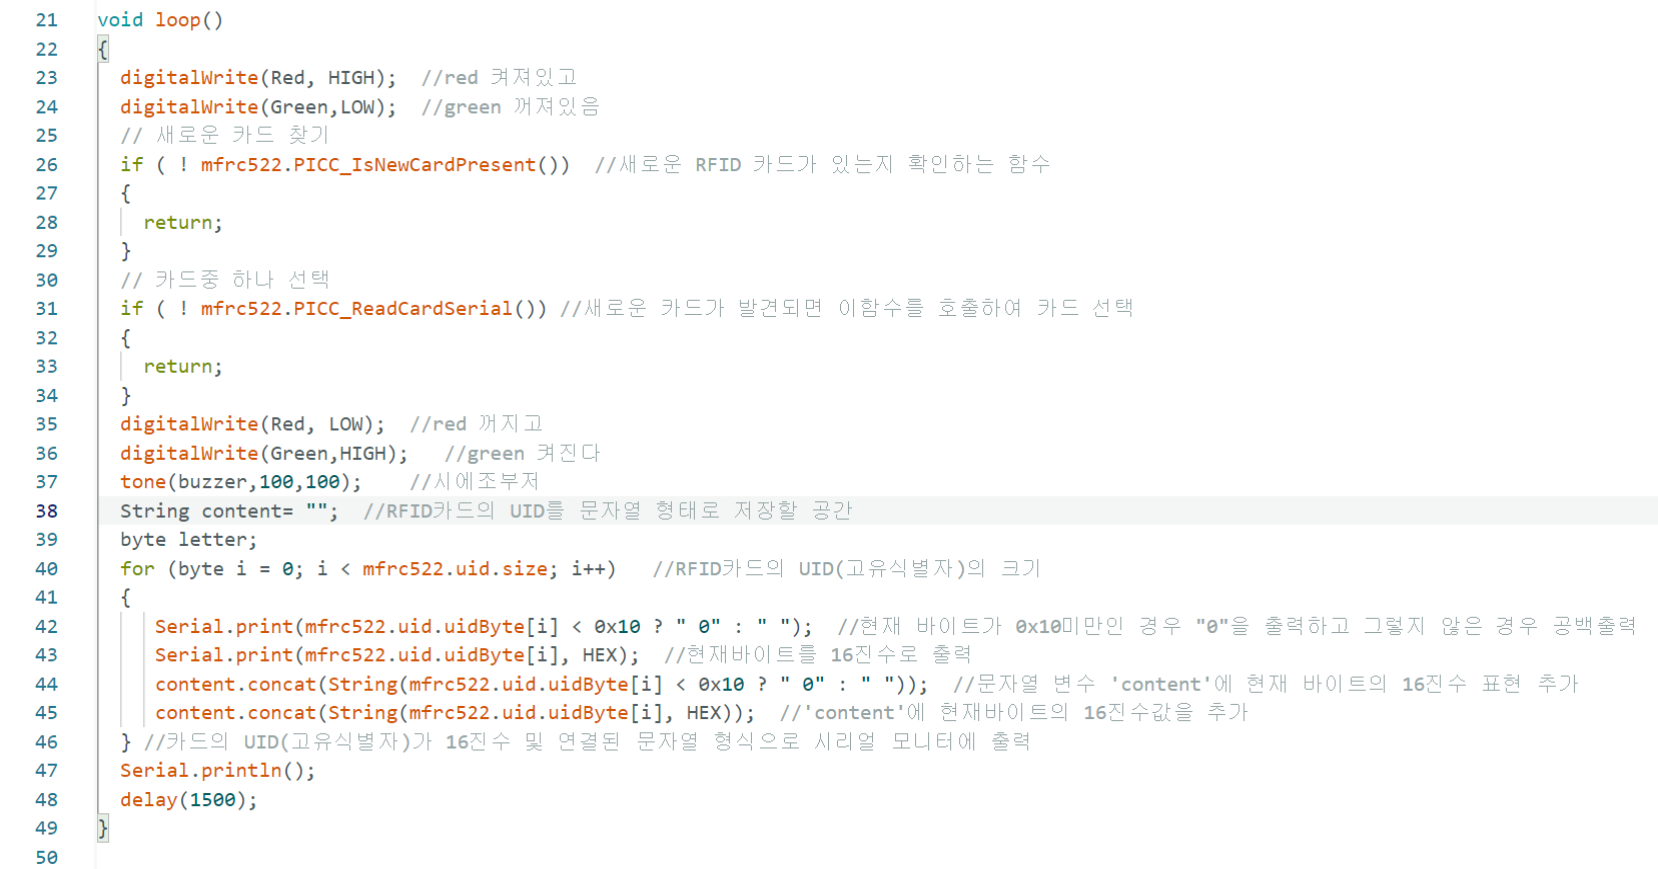 21 void loop()
22 {
23 digitalWrite(Red, HIGH); //red 켜져있고
24 digitalWrite(Green,LOW); //green 꺼져있음
25 // 새로운 카드 찾기
26 if ( ! mfrc522.PICC_IsNewCardPresent()) //새로운 RFID 카드가 있는지 확인하는 함수
27 {
28 return;
29 }
30 // 카드중 하나 선택
31 if ( ! mfrc522.PICC_ReadCardSerial()) //새로운 카드가 발견되면 이함수를 호출하여 카드 선택
32 {
33 return;
34 }
35 digitalWrite(Red, LOW); //red 꺼지고
36 digitalWrite(Green,HIGH); //green 켜진다
37 tone(buzzer,100,100); //시에조부저
38 String content= ""; //RFID카드의 UID를 문자열 형태로 저장할 공간
39 byte letter;
40 for (byte i = 0; i < mfrc522.uid.size; i++) //RFID카드의 UID(고유식별자)의 크기
41 {
42 Serial.print(mfrc522.uid.uidByte[i] < 0x10 ? " 0" : " "); //현재 바이트가 0x10미만인 경우 "0"을 출력하고 그렇지 않은 경우 공백출력
43 Serial.print(mfrc522.uid.uidByte[i], HEX); //현재바이트를 16진수로 출력
44 content.concat(String(mfrc522.uid.uidByte[i] < 0x10 ? " 0" : " ")); //문자열 변수 'content'에 현재 바이트의 16진수 표현 추가
45 content.concat(String(mfrc522.uid.uidByte[i], HEX)); //'content'에 현재바이트의 16진수값을 추가
46 } //카드의 UID(고유식별자)가 16진수 및 연결된 문자열 형식으로 시리얼 모니터에 출력
47 Serial.println();
48 delay(1500);
49 }
50